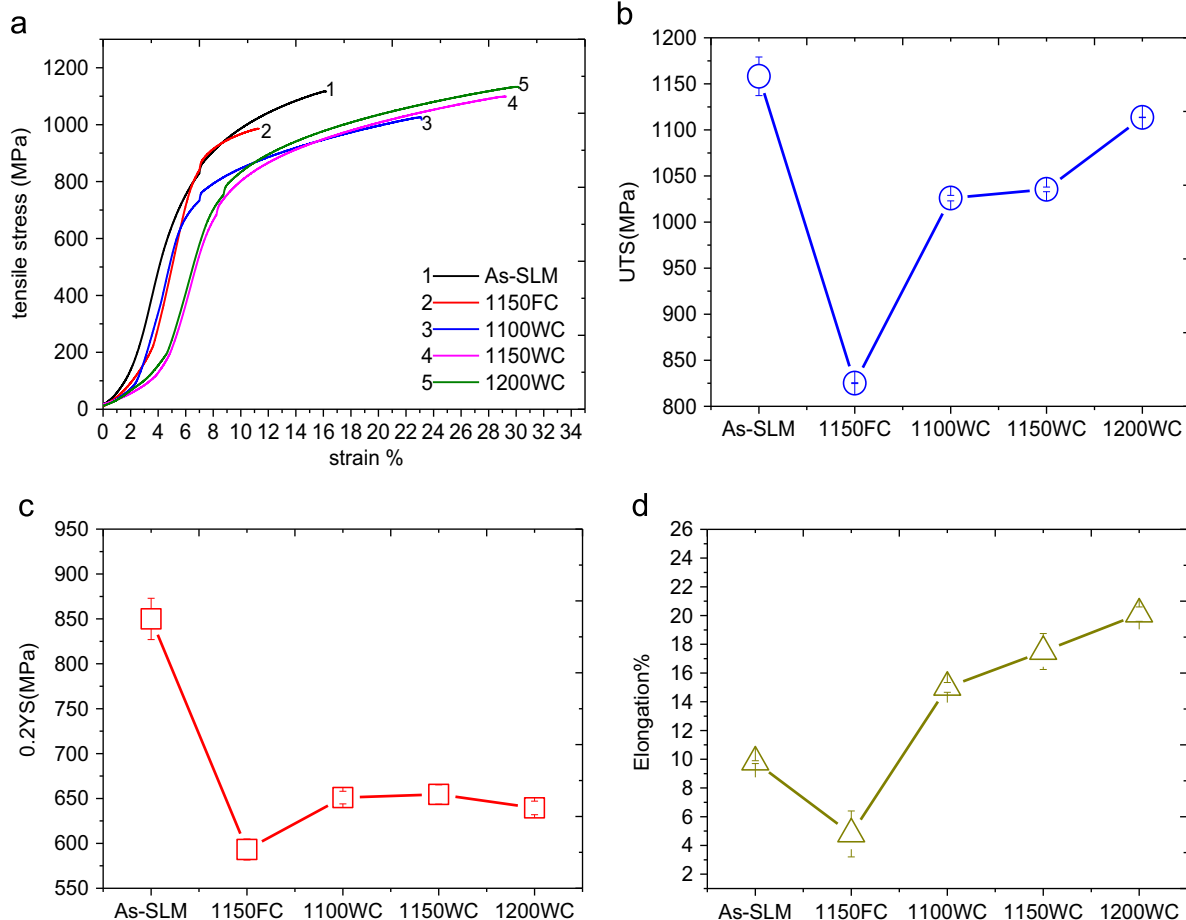 a
tensile stress (MPa)
1200
1000
800
600
400
200
0
0 2 4 6 8 10 12 14 16 18 20 22 24 26 28 30 32 34
strain %
1
2
3
4
5
1 As-SLM
2 1150FC
3 1100WC
4 1150WC
5 1200WC
b
UTS(MPa)
1200
1150
1100
1050
1000
950
900
850
800
As-SLM 1150FC 1100WC 1150WC 1200WC
c
0.2YS(MPa)
950
900
850
800
750
700
650
600
550
As-SLM 1150FC 1100WC 1150WC 1200WC
d
Elongation%
26
24
22
20
18
16
14
12
10
8
6
4
2
As-SLM 1150FC 1100WC 1150WC 1200WC